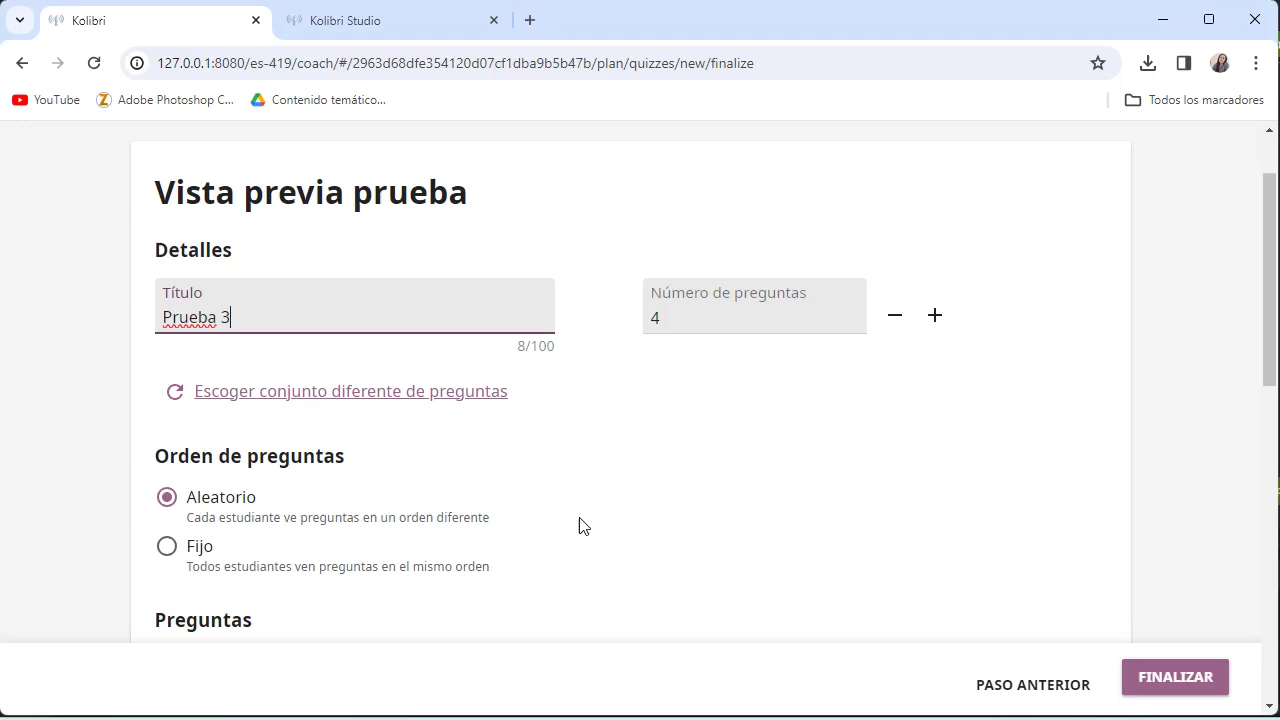 Kolibri
Kolibri Studio
127.0.0.1:8080/es-419/coach/#/2963d68dfe354120d07cf1dba9b5b47b/plan/quizzes/new/finalize
YouTube
Adobe Photoshop C...
Contenido temático...
Todos los marcadores
Vista previa prueba
Detalles
Título
Prueba 3
8/100
Número de preguntas
4
Escoger conjunto diferente de preguntas
Orden de preguntas
Aleatorio
Cada estudiante ve preguntas en un orden diferente
Fijo
Todos estudiantes ven preguntas en el mismo orden
Preguntas
PASO ANTERIOR
FINALIZAR